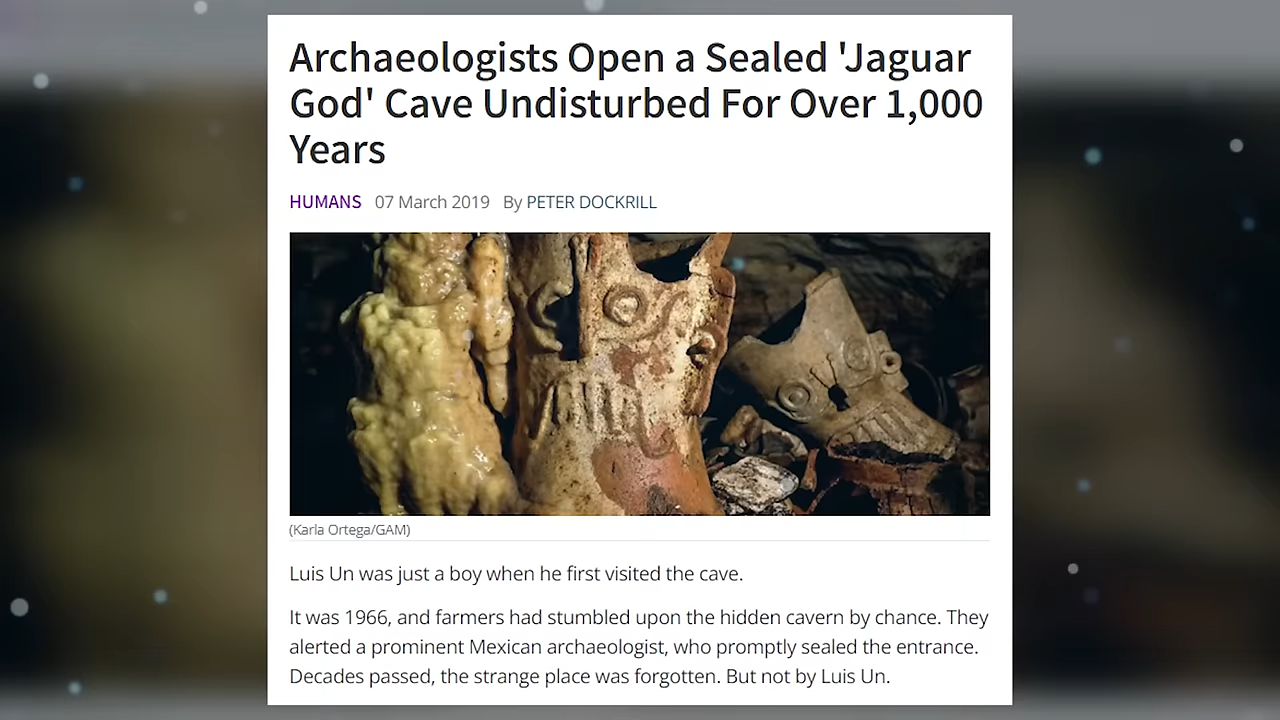 Archaeologists Open a Sealed 'Jaguar
God' Cave Undisturbed For Over 1,000
Years
HUMANS 07 March 2019 By PETER DOCKRILL
(Karla Ortega/GAM)
Luis Un was just a boy when he first visited the cave.
It was 1966, and farmers had stumbled upon the hidden cavern by chance. They
alerted a prominent Mexican archaeologist, who promptly sealed the entrance.
Decades passed, the strange place was forgotten. But not by Luis Un.